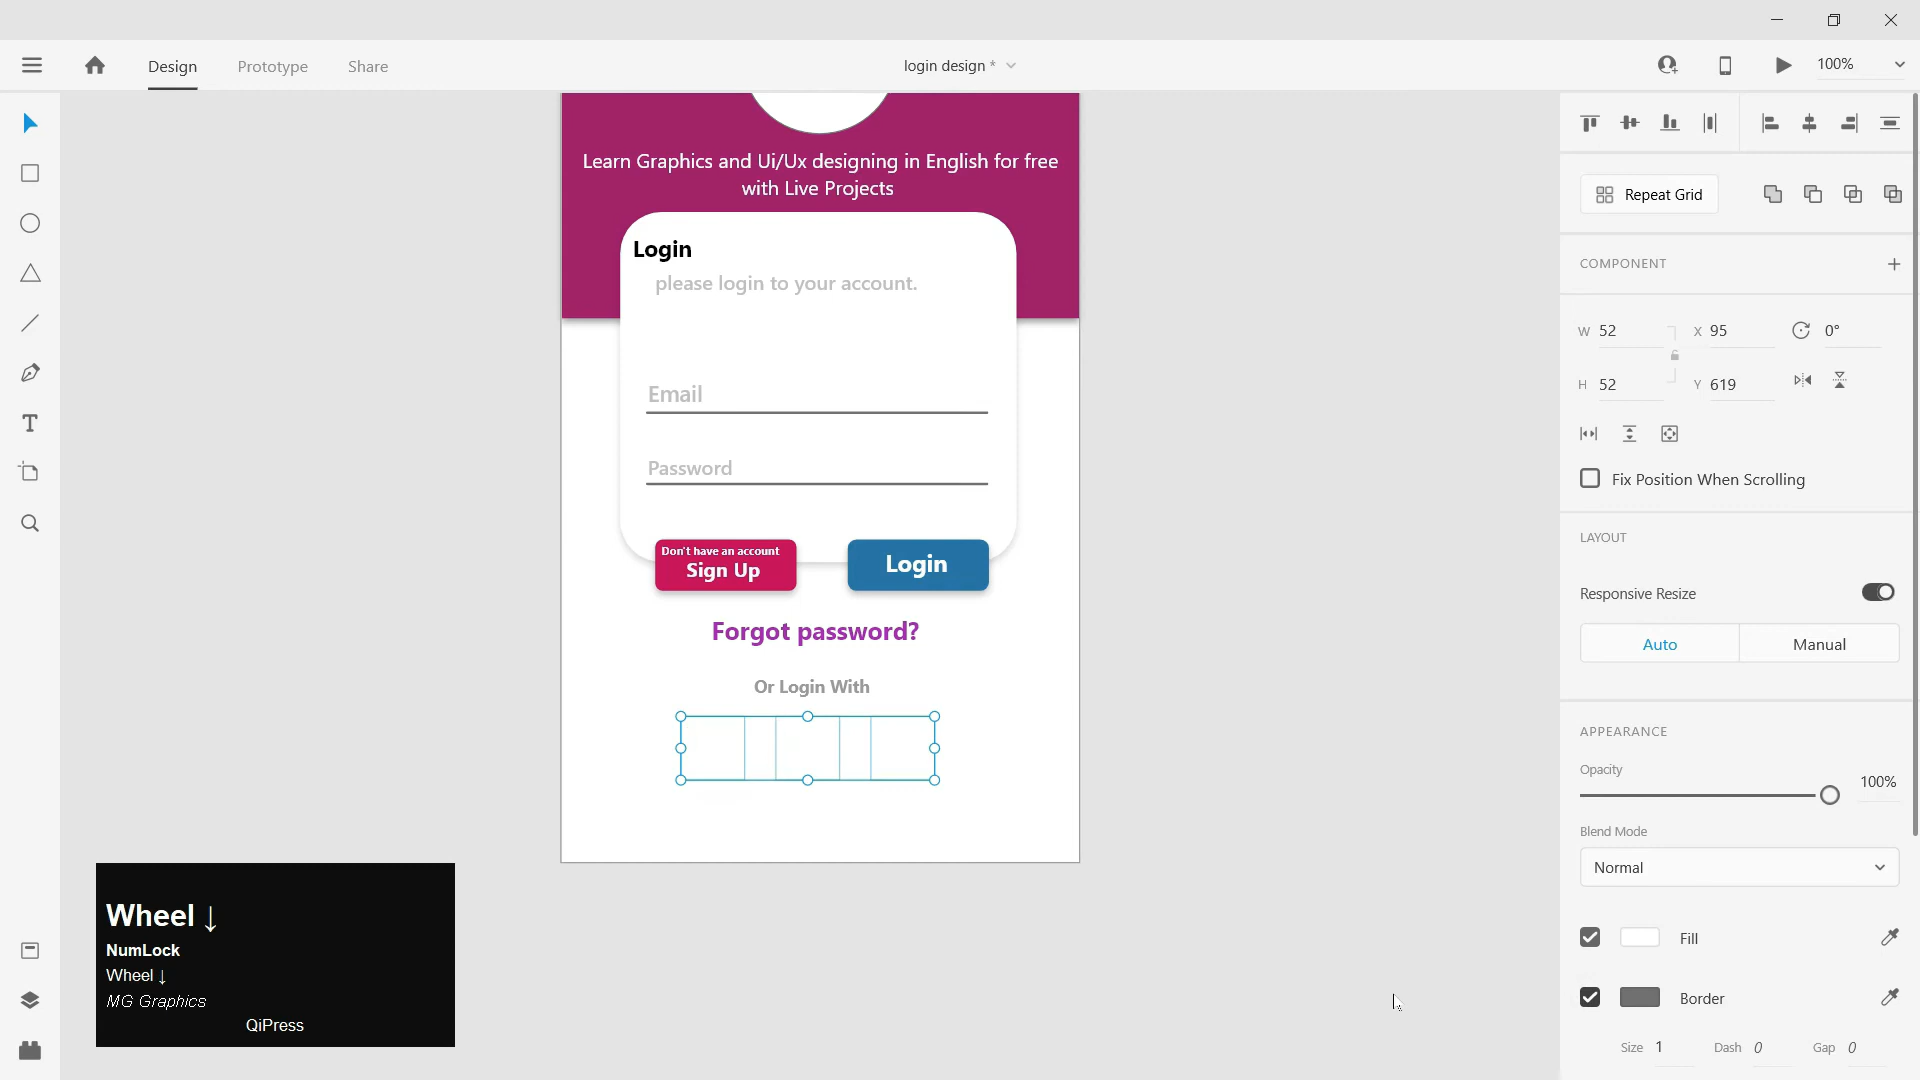 Design
Prototype
Share
login design *
100%
Learn Graphics and Ui/Ux designing in English for free
with Live Projects
Login
please login to your account.
Email
Password
Don't have an account
Sign Up
Login
Forgot password?
Or Login With
Wheel ↓
NumLock
Wheel ↓
MG Graphics
QiPress
Repeat Grid
COMPONENT
W 52 X 95 0°
H 52 Y 619
Fix Position When Scrolling
LAYOUT
Responsive Resize
Auto Manual
APPEARANCE
Opacity
100%
Blend Mode
Normal
Fill
Border
Size 1 Dash 0 Gap 0